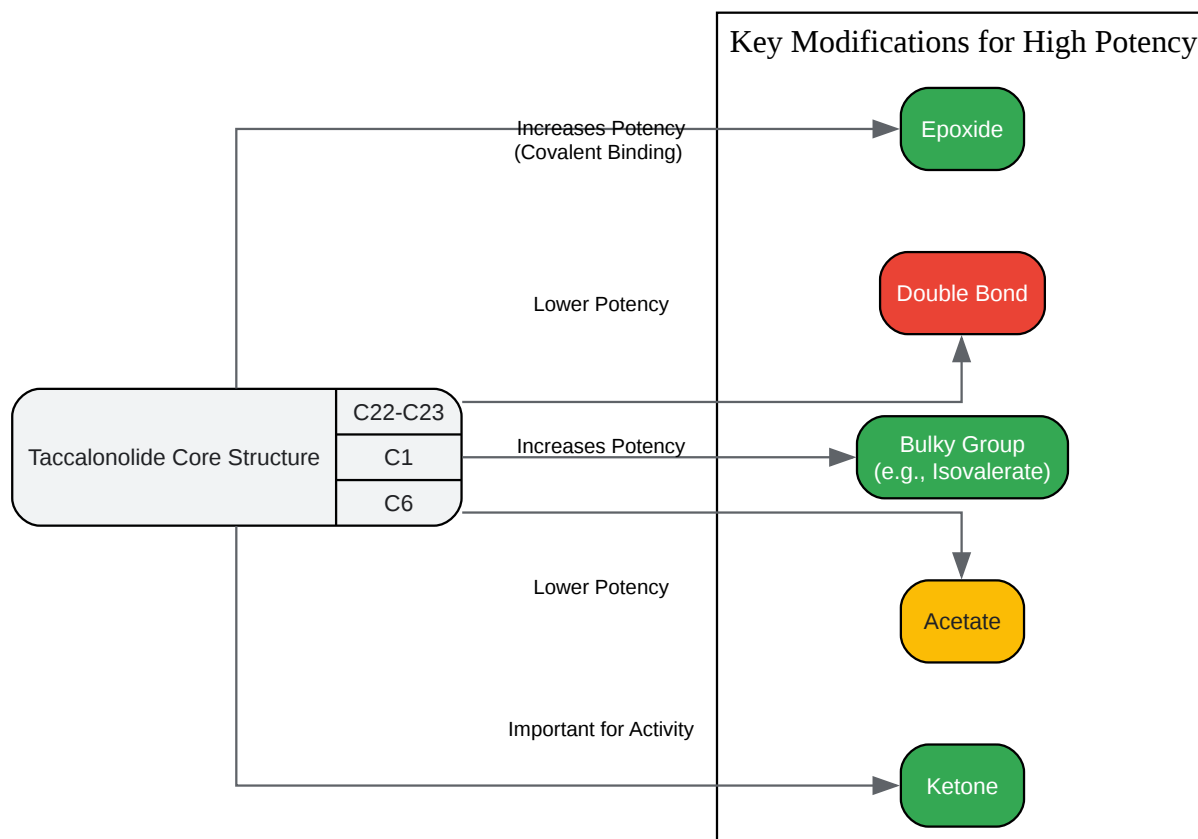 Key Modifications for High Potency
Increases Potency
(Covalent Binding)
Epoxide
Lower Potency
Double Bond
Taccalonolide Core Structure
C22-C23
C1
C6
Increases Potency
Bulky Group
(e.g., Isovalerate)
Lower Potency
Acetate
Important for Activity
Ketone